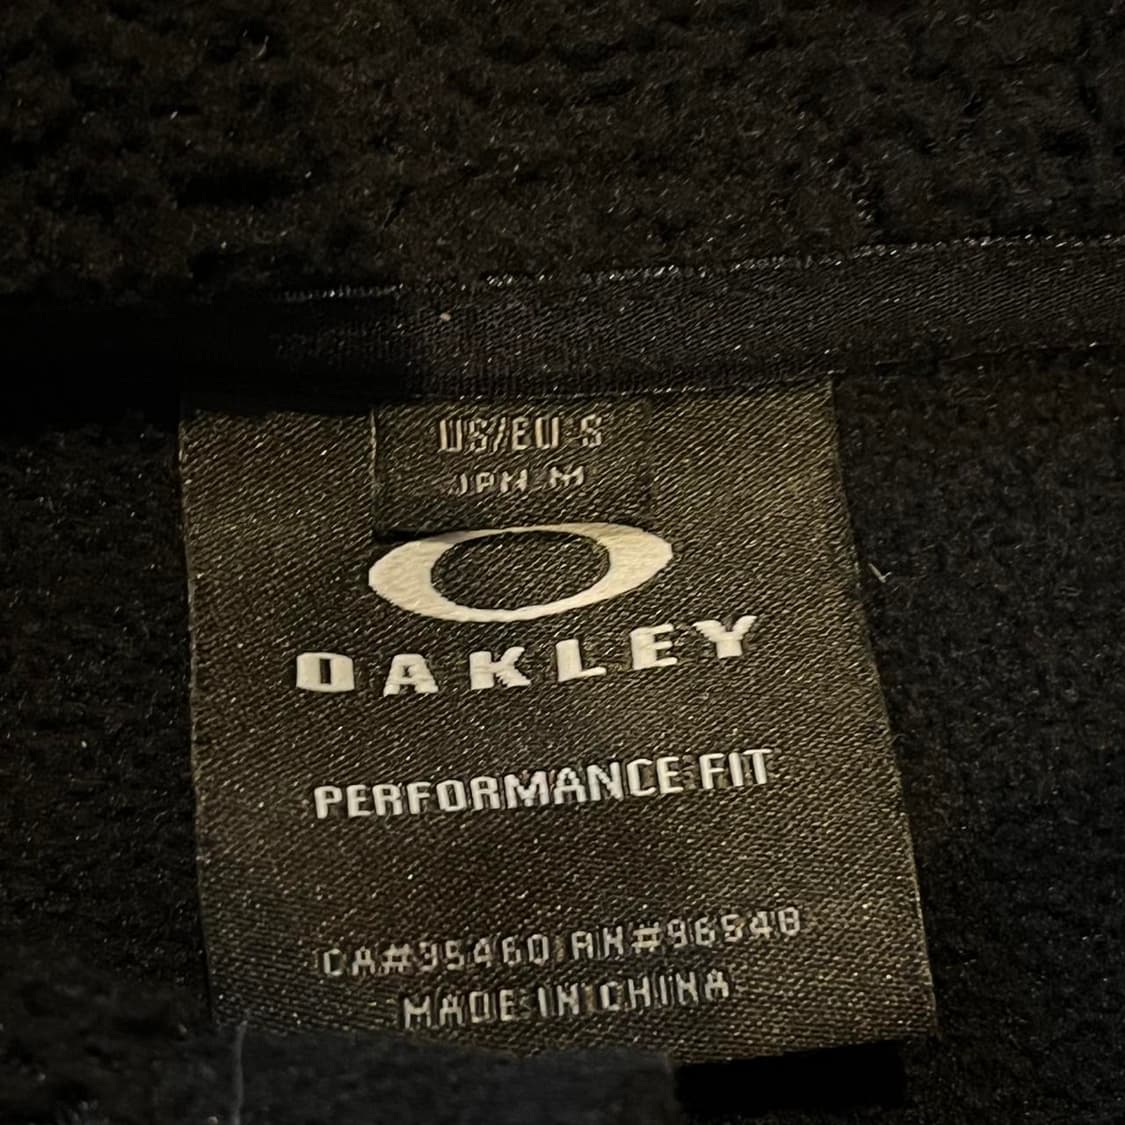 US/EU S
JPN M
OAKLEY
PERFORMANCE FIT
CA#35460 RN#96548
MADE IN CHINA